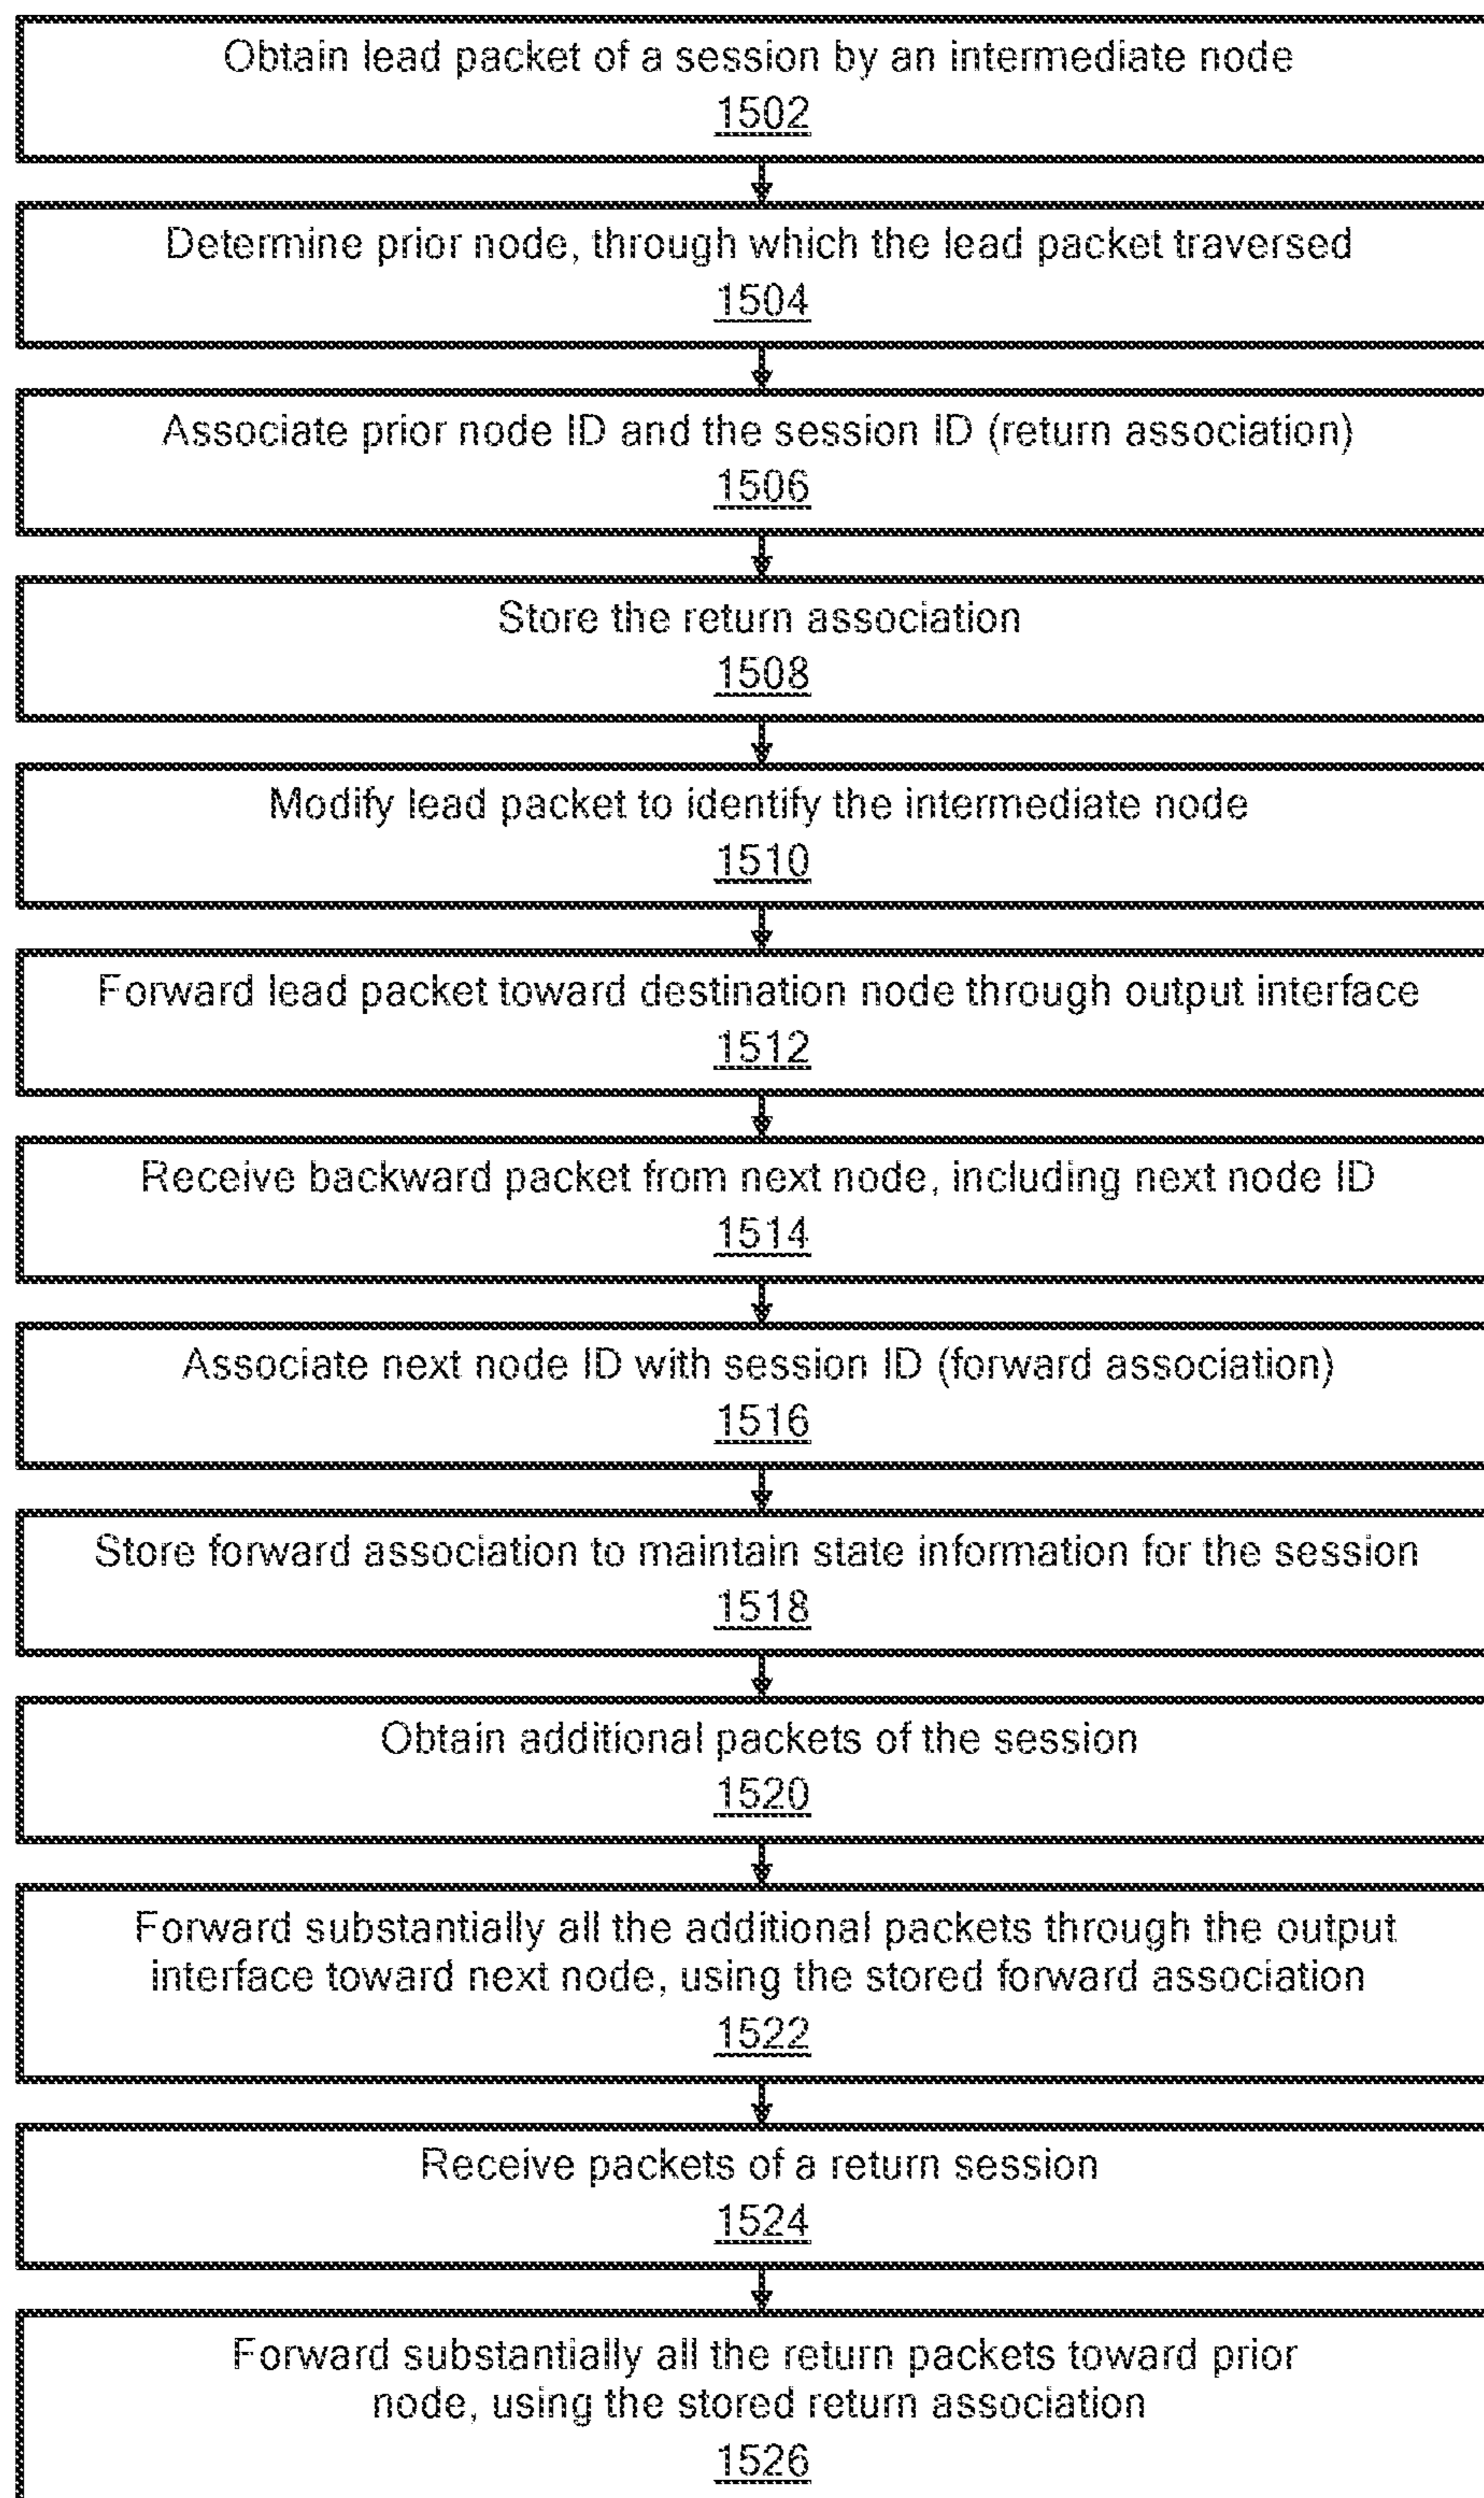 Obtain lead packet of a session by an intermediate node
1502
Determine prior node, through which the lead packet traversed
1504
Associate prior node ID and the session ID (return association)
1506
Store the return association
1508
Modify lead packet to identify the intermediate node
1510
Forward lead packet toward destination node through output interface
1512
Receive backward packet from next node, including next node ID
1514
Associate next node ID with session ID (forward association)
1516
Store forward association to maintain state information for the session
1518
Obtain additional packets of the session
1520
Forward substantially all the additional packets through the output
interface toward next node, using the stored forward association
1522
Receive packets of a return session
1524
Forward substantially all the return packets toward prior
node, using the stored return association
1526